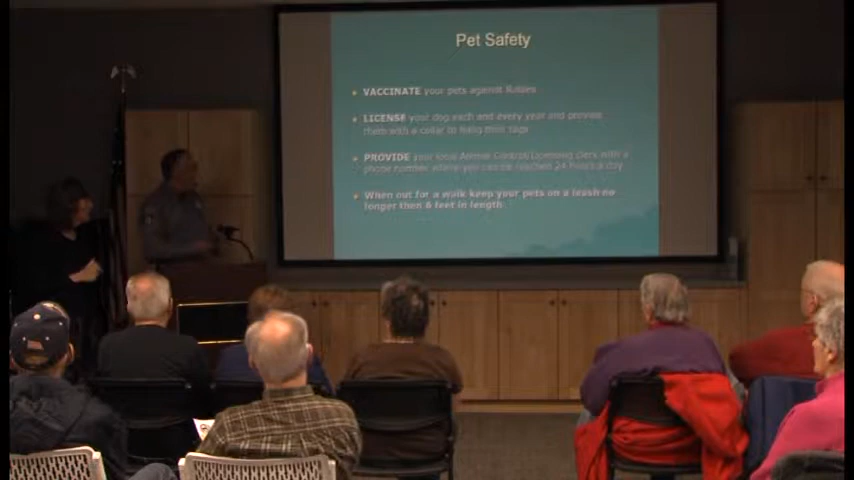 Pet Safety
VACCINATE your pets against Rabies
LICENSE your dog each and every year and provide
them with a collar to hang their tags
PROVIDE your local Animal Control/Licensing Clerk with a
phone number where you can be reached 24 hours a day
When out for a walk keep your pets on a leash no
longer then 6 feet in length.